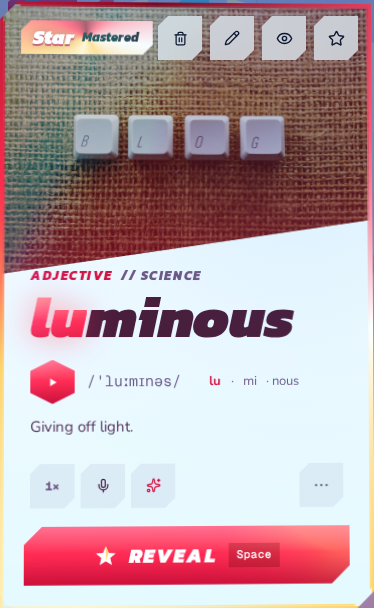 Star Mastered
B L O G
ADJECTIVE // SCIENCE
luminous
/ˈluːmɪnəs/ lu · mi · nous
Giving off light.
1×
REVEAL Space